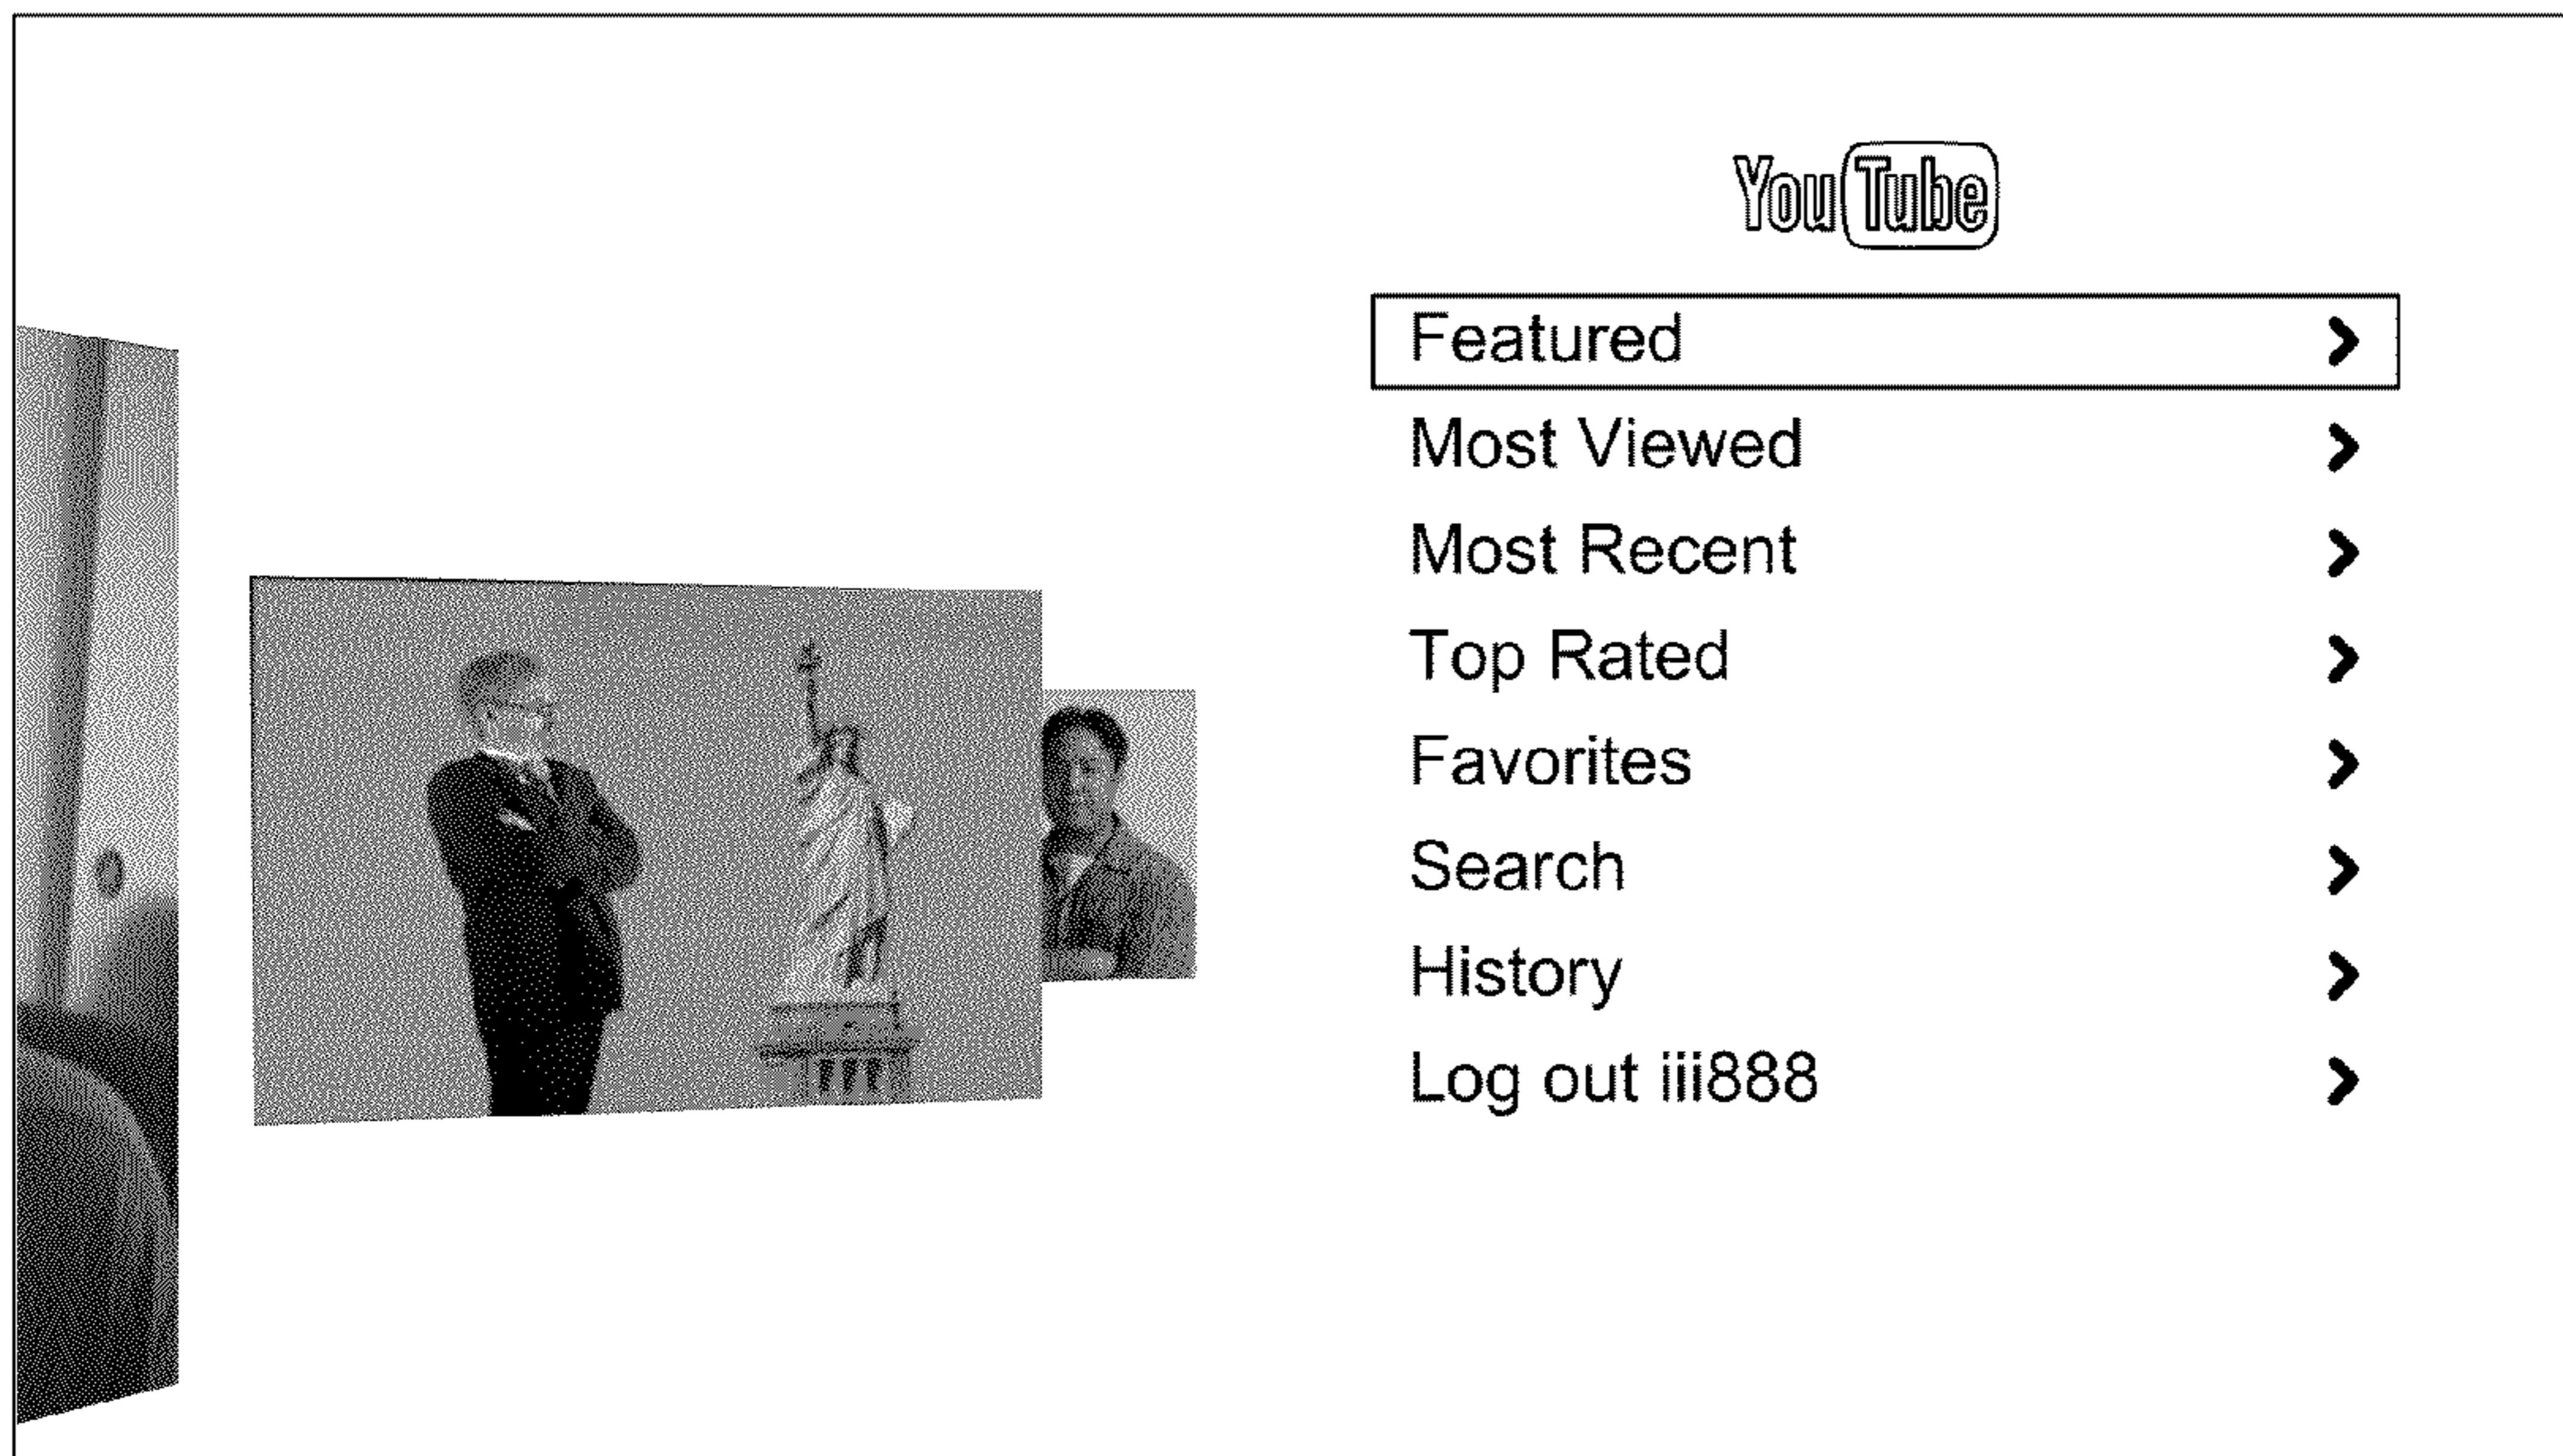 YouTube
Featured
Most Viewed
Most Recent
Top Rated
Favorites
Search
History
Log out iii888